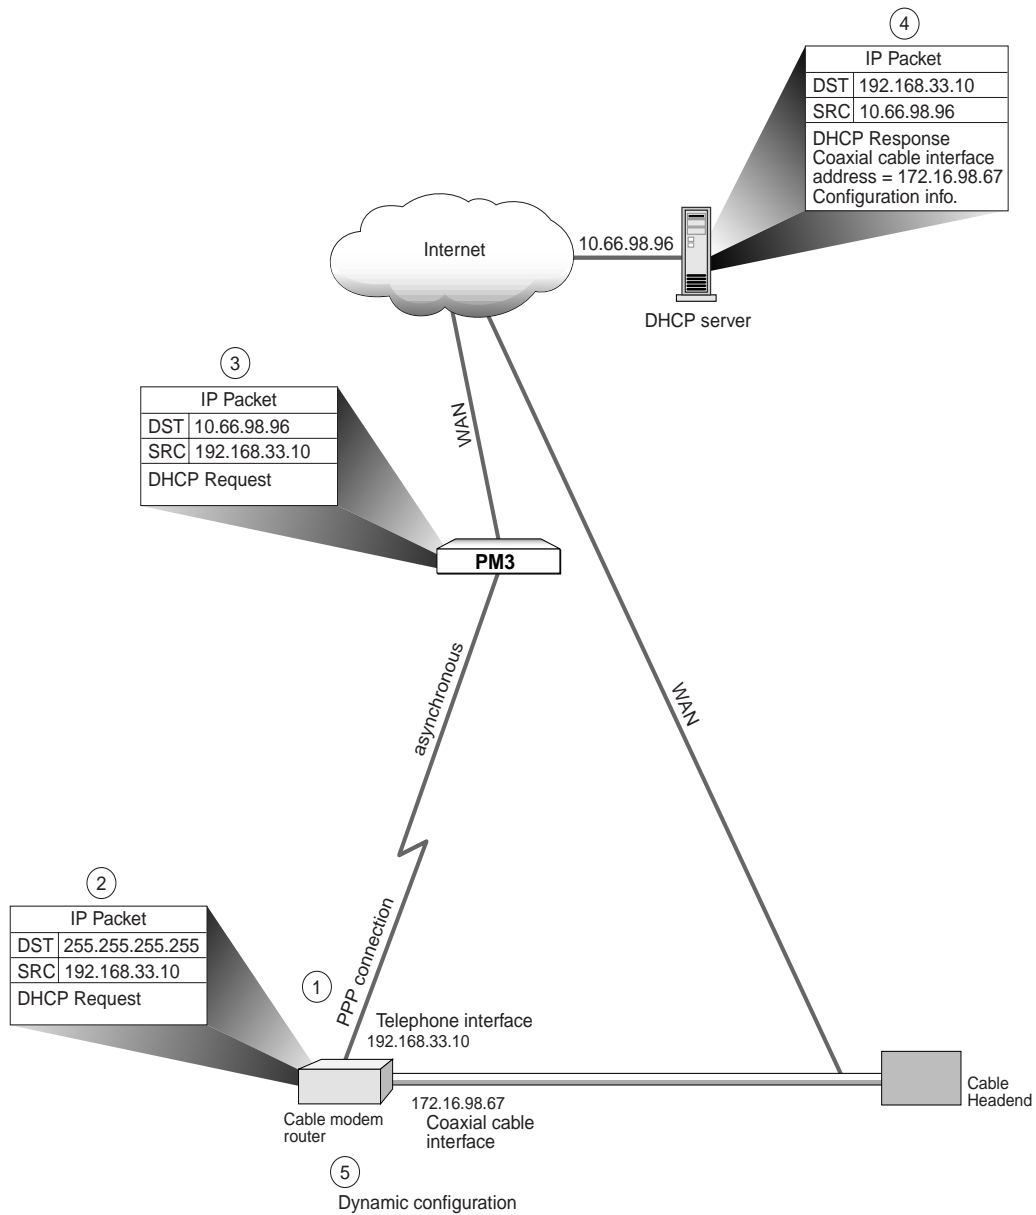 4
IP Packet
DST 192.168.33.10
SRC 10.66.98.96
DHCP Response
Coaxial cable interface
address = 172.16.98.67
Configuration info.
Internet
10.66.98.96
DHCP server
3
IP Packet
DST 10.66.98.96
SRC 192.168.33.10
DHCP Request
WAN
PM3
asynchronous
WAN
2
IP Packet
DST 255.255.255.255
SRC 192.168.33.10
DHCP Request
1
PPP connection
Telephone interface
192.168.33.10
Cable modem
router
172.16.98.67
Coaxial cable
interface
Cable
Headend
5
Dynamic configuration